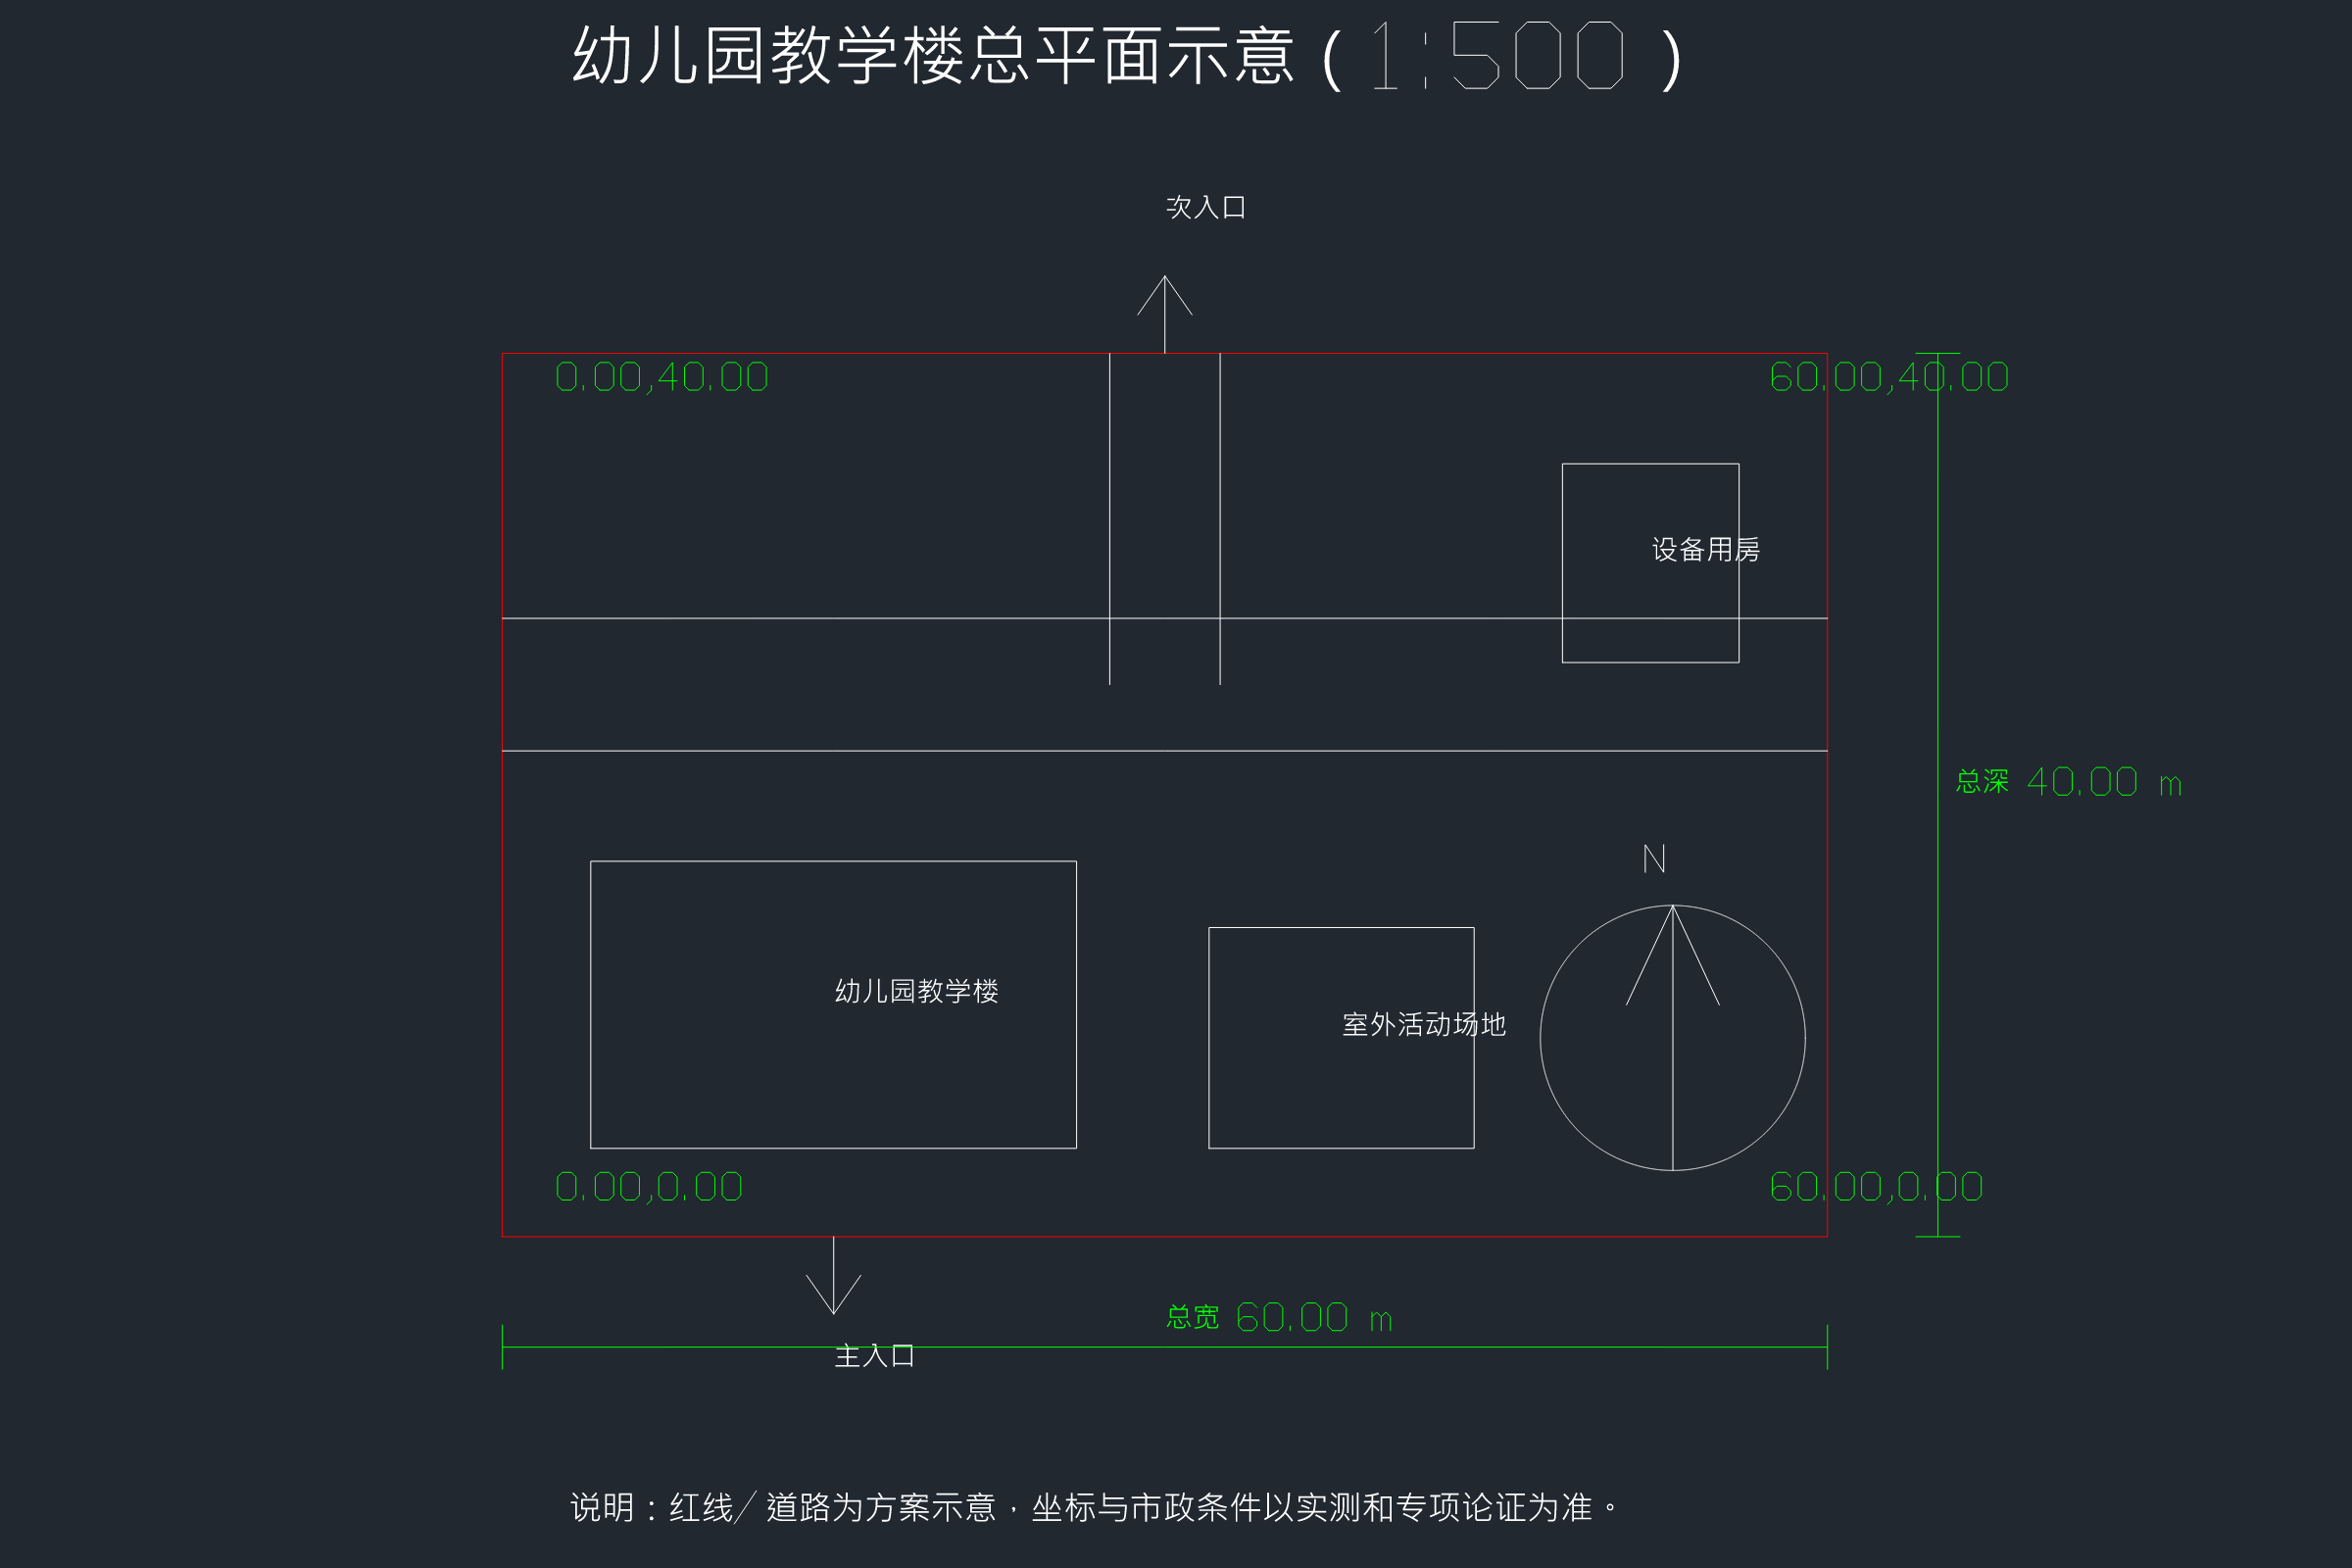 幼儿园教学楼总平面示意（1:500）
次入口
0.00,40.00
60.00,40.00
设备用房
总深 40.00 m
N
幼儿园教学楼
室外活动场地
0.00,0.00
60.00,0.00
总宽 60.00 m
主入口
说明：红线/道路为方案示意，坐标与市政条件以实测和专项论证为准。